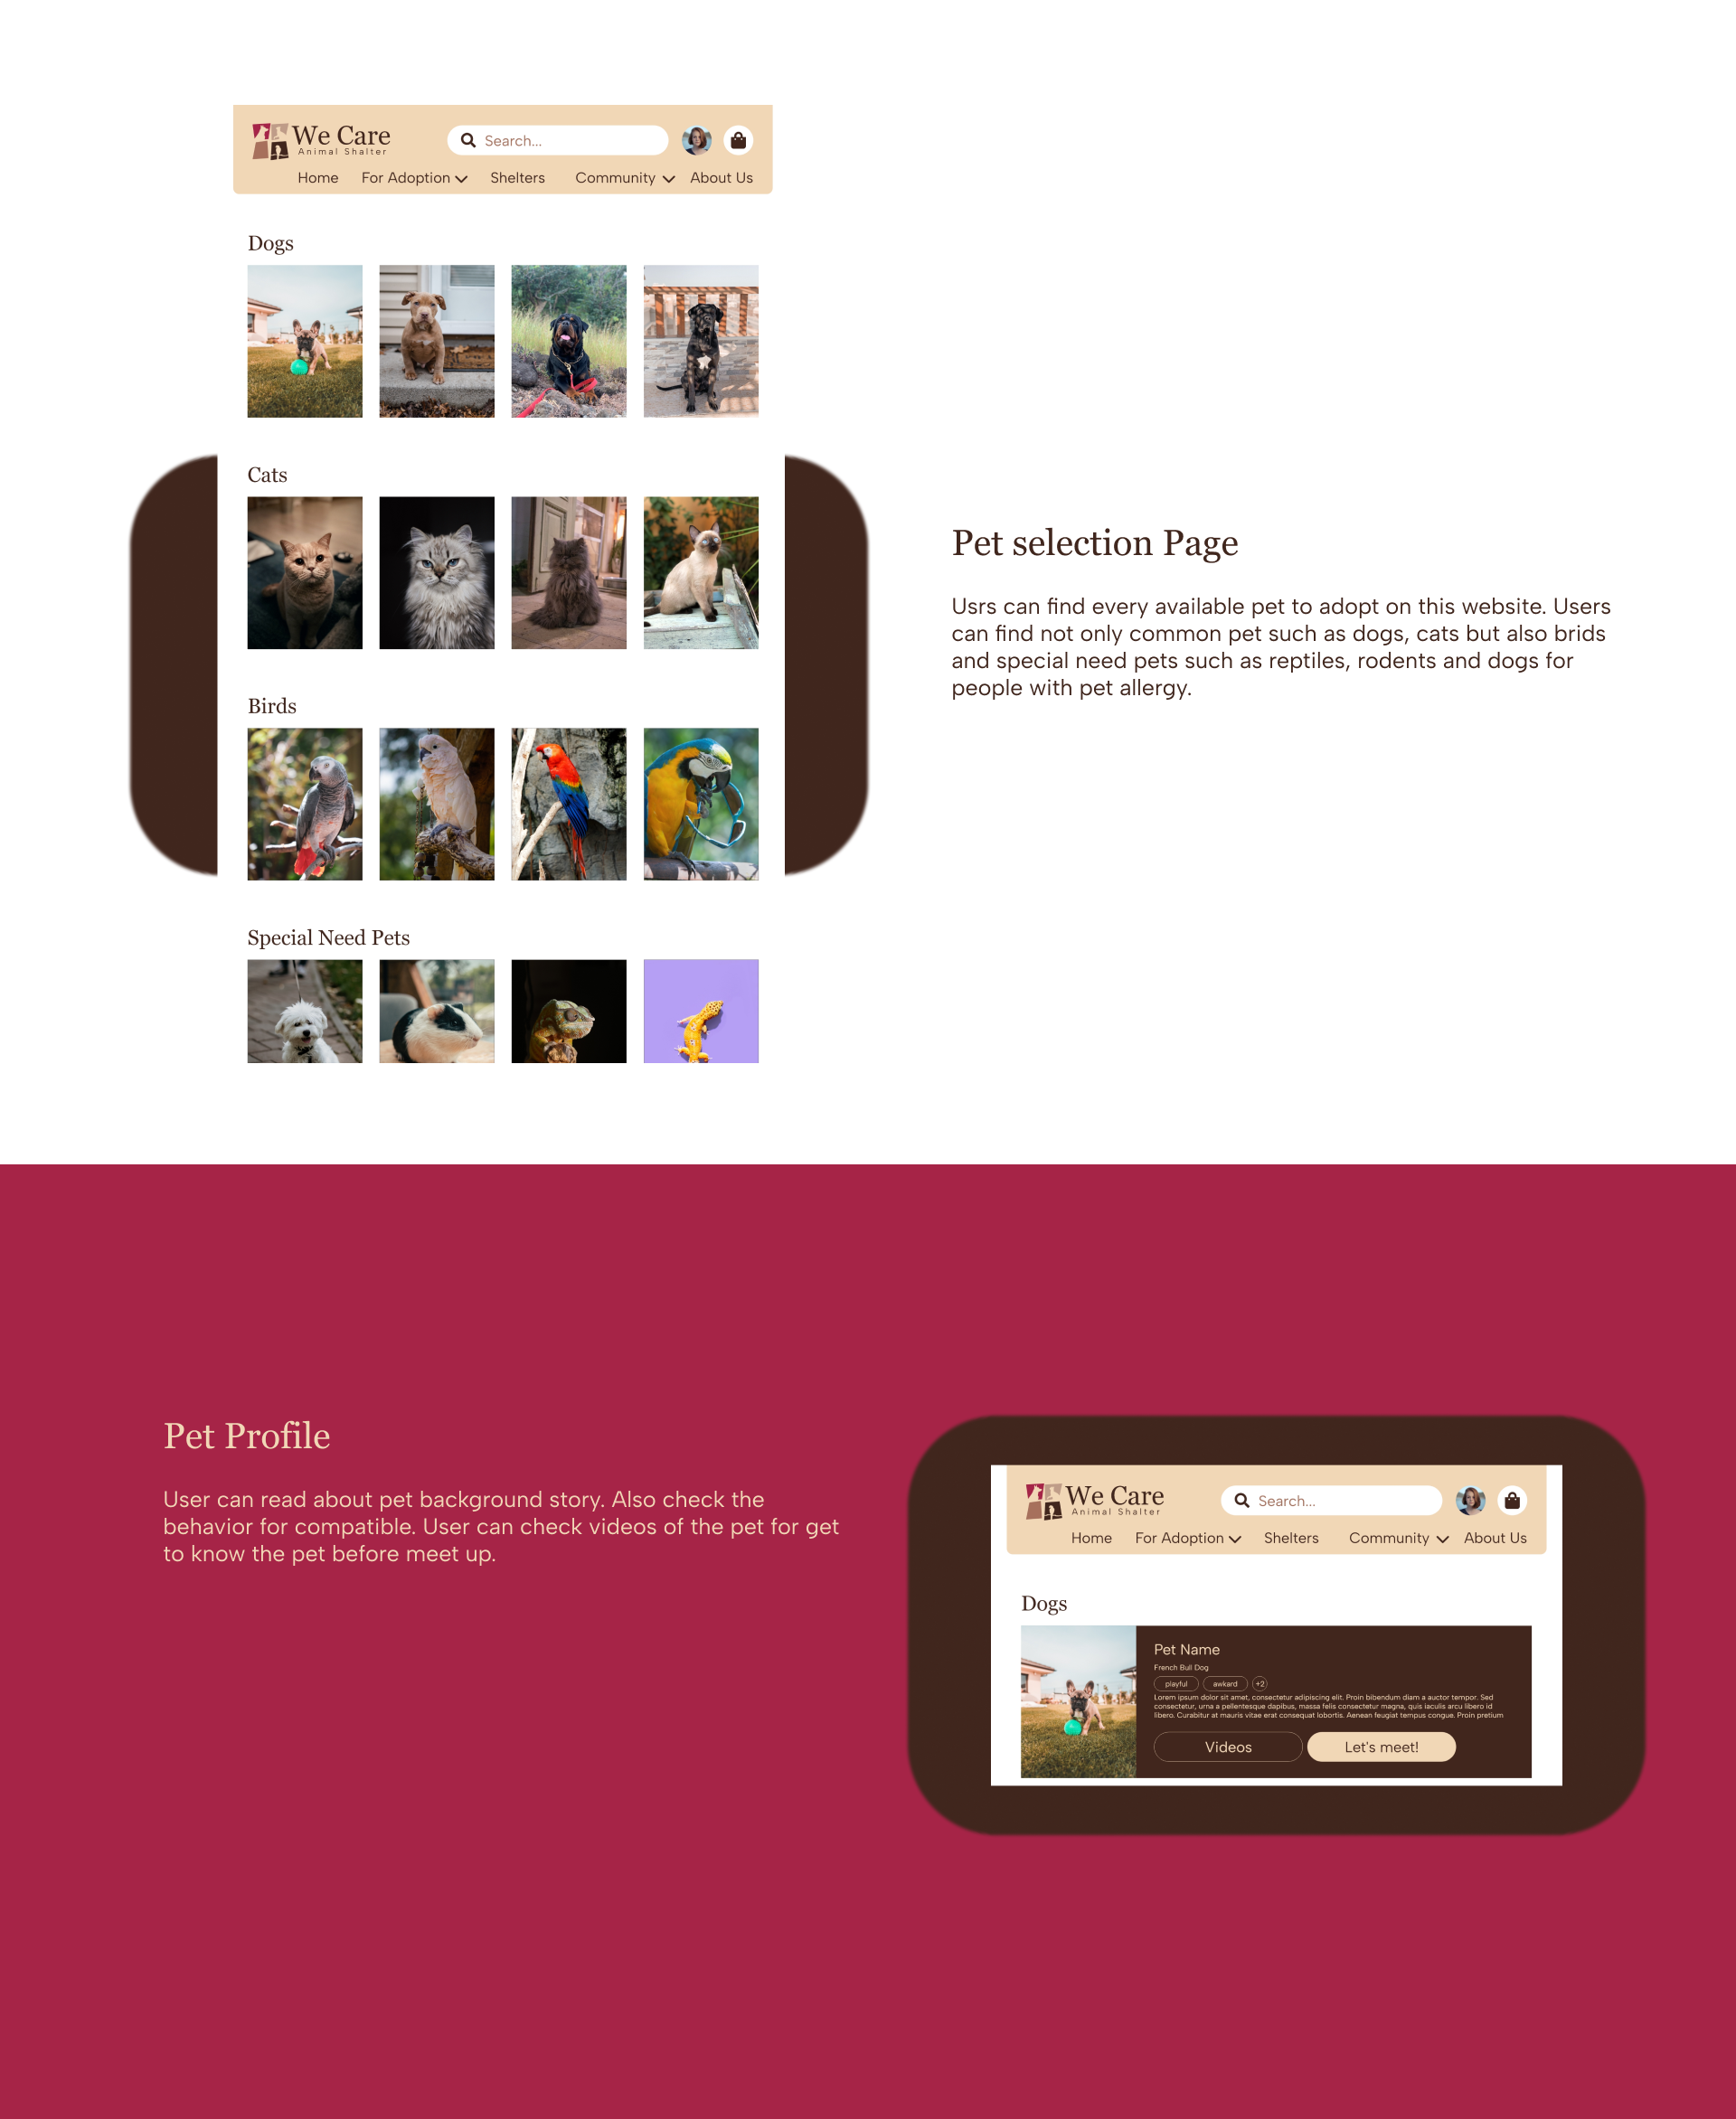 We Care
Animal Shalter
Search...
Home For Adoption Shelters Community About Us
Dogs
Cats
Birds
Special Need Pets
Pet selection Page
Usrs can find every available pet to adopt on this website. Users
can find not only common pet such as dogs, cats but also brids
and special need pets such as reptiles, rodents and dogs for
people with pet allergy.
Pet Profile
User can read about pet background story. Also check the
behavior for compatible. User can check videos of the pet for get
to know the pet before meet up.
We Care
Animal Shalter
Search...
Home For Adoption Shelters Community About Us
Dogs
Pet Name
French Bull Dog
playful awkard +2
Lorem ipsum dolor sit amet, consectetur adipiscing elit. Proin bibendum diam a auctor tempor. Sed
consectetur, urna a pellentesque dapibus, massa felis consectetur magna, quis iaculis arcu libero id
libero. Curabitur at mauris vitae erat consequat lobortis. Aenean feugiat tempus congue. Proin pretium
Videos Let's meet!